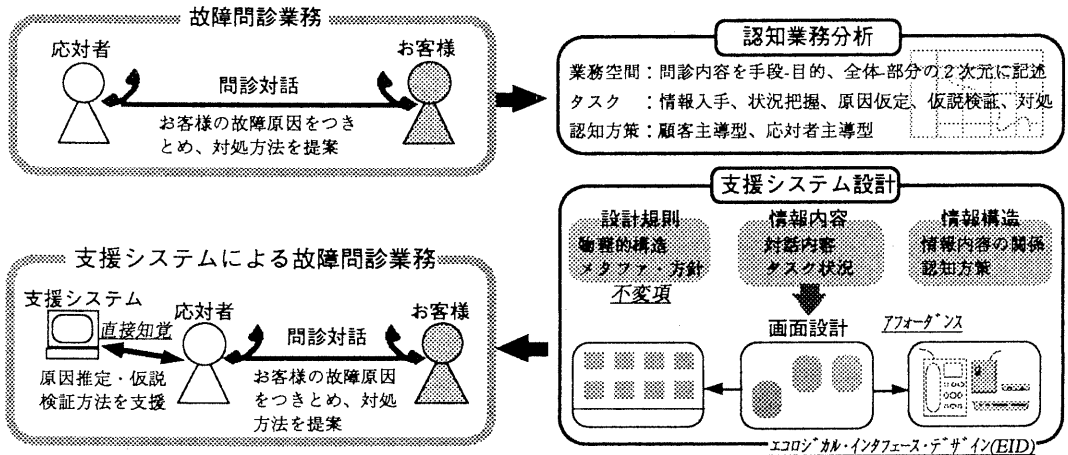 故障問診業務
応対者
お客様
問診対話
お客様の故障原因をつき
とめ、対処方法を提案
認知業務分析
業務空間：問診内容を手段-目的、全体-部分の２次元に記述
タスク　：情報入手、状況把握、原因仮定、仮説検証、対処
認知方策：顧客主導型、応対者主導型
支援システム設計
設計規則
物理的構造
メタファ・方針
不変項
情報内容
対話内容
タスク状況
情報構造
情報内容の関係
認知方策
画面設計
アフォーダンス
エコロジカル・インタフェース・デザイン(EID)
支援システムによる故障問診業務
支援システム
直接知覚
応対者
お客様
問診対話
原因推定・仮説
検証方法を支援
お客様の故障原因
をつきとめ、対処
方法を提案